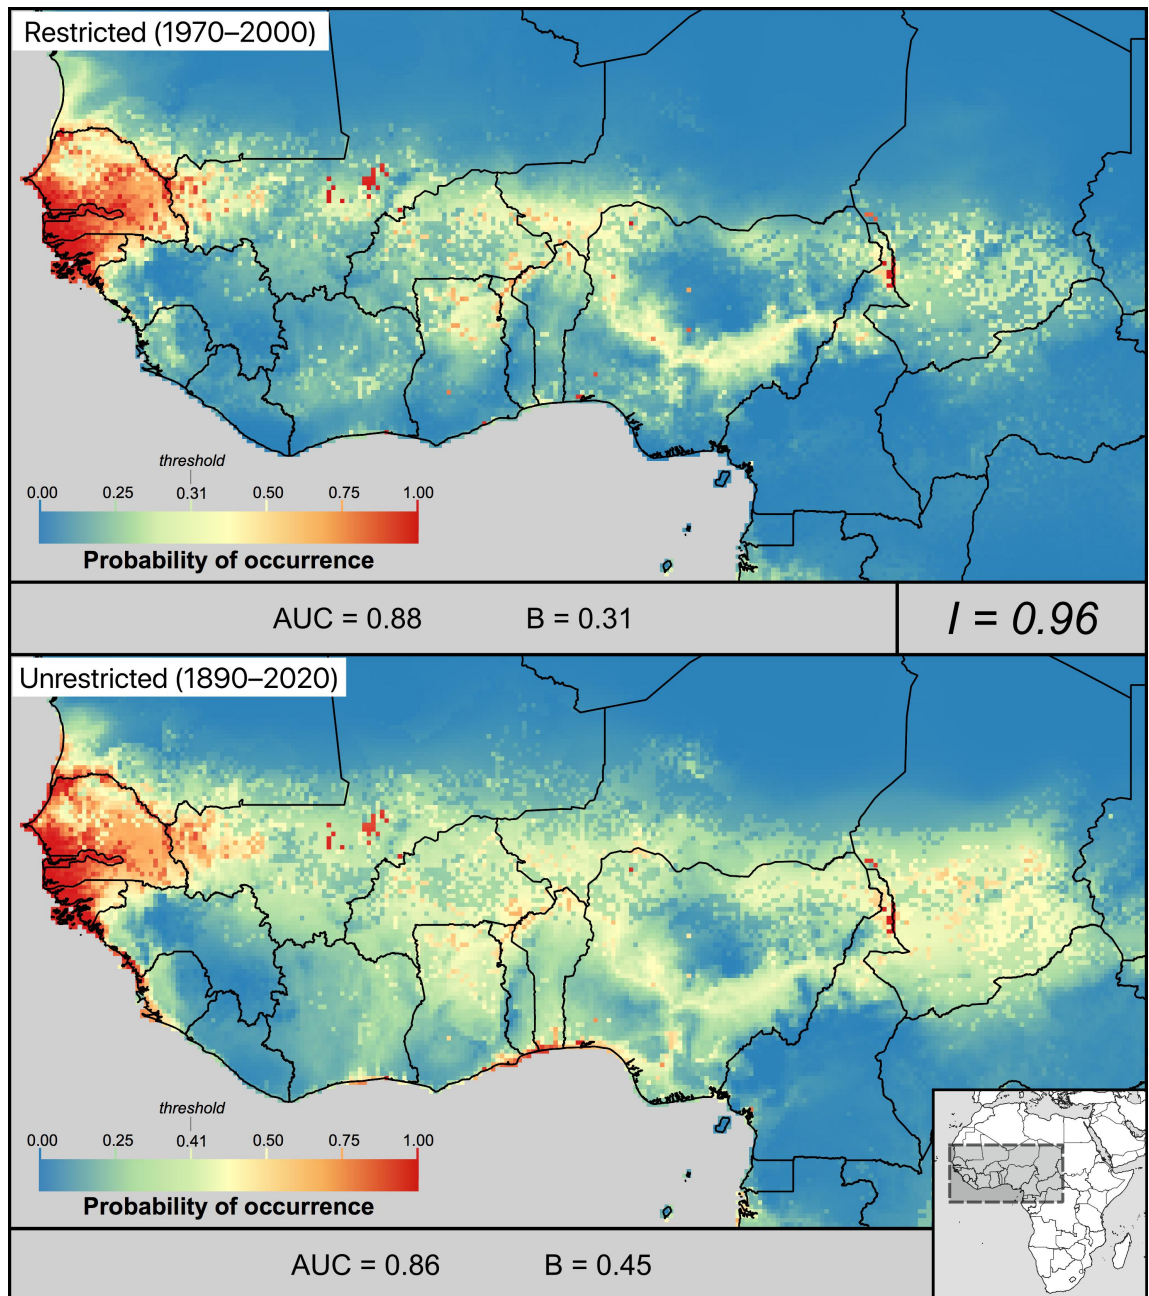 Restricted (1970–2000)
threshold
0.00 0.25 0.31 0.50 0.75 1.00
Probability of occurrence
AUC = 0.88 B = 0.31
I = 0.96
Unrestricted (1890–2020)
threshold
0.00 0.25 0.41 0.50 0.75 1.00
Probability of occurrence
AUC = 0.86 B = 0.45